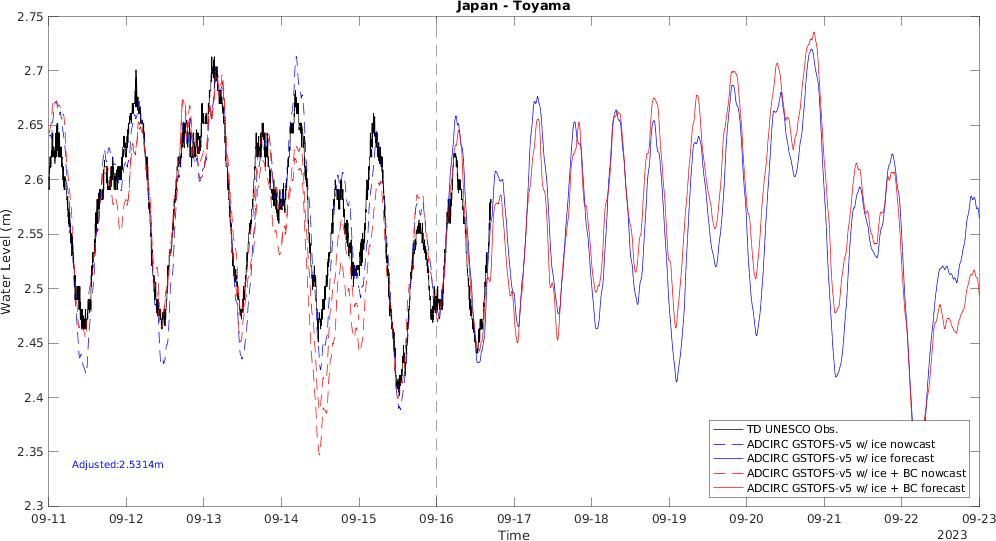 Japan - Toyama
2.75
2.7
2.65
2.6
2.55
2.5
2.45
2.4
2.35
2.3
Water Level (m)
Adjusted:2.5314m
TD UNESCO Obs.
ADCIRC GSTOFS-v5 w/ ice nowcast
ADCIRC GSTOFS-v5 w/ ice forecast
ADCIRC GSTOFS-v5 w/ ice + BC nowcast
ADCIRC GSTOFS-v5 w/ ice + BC forecast
09-11 09-12 09-13 09-14 09-15 09-16 09-17 09-18 09-19 09-20 09-21 09-22 09-23
Time
2023